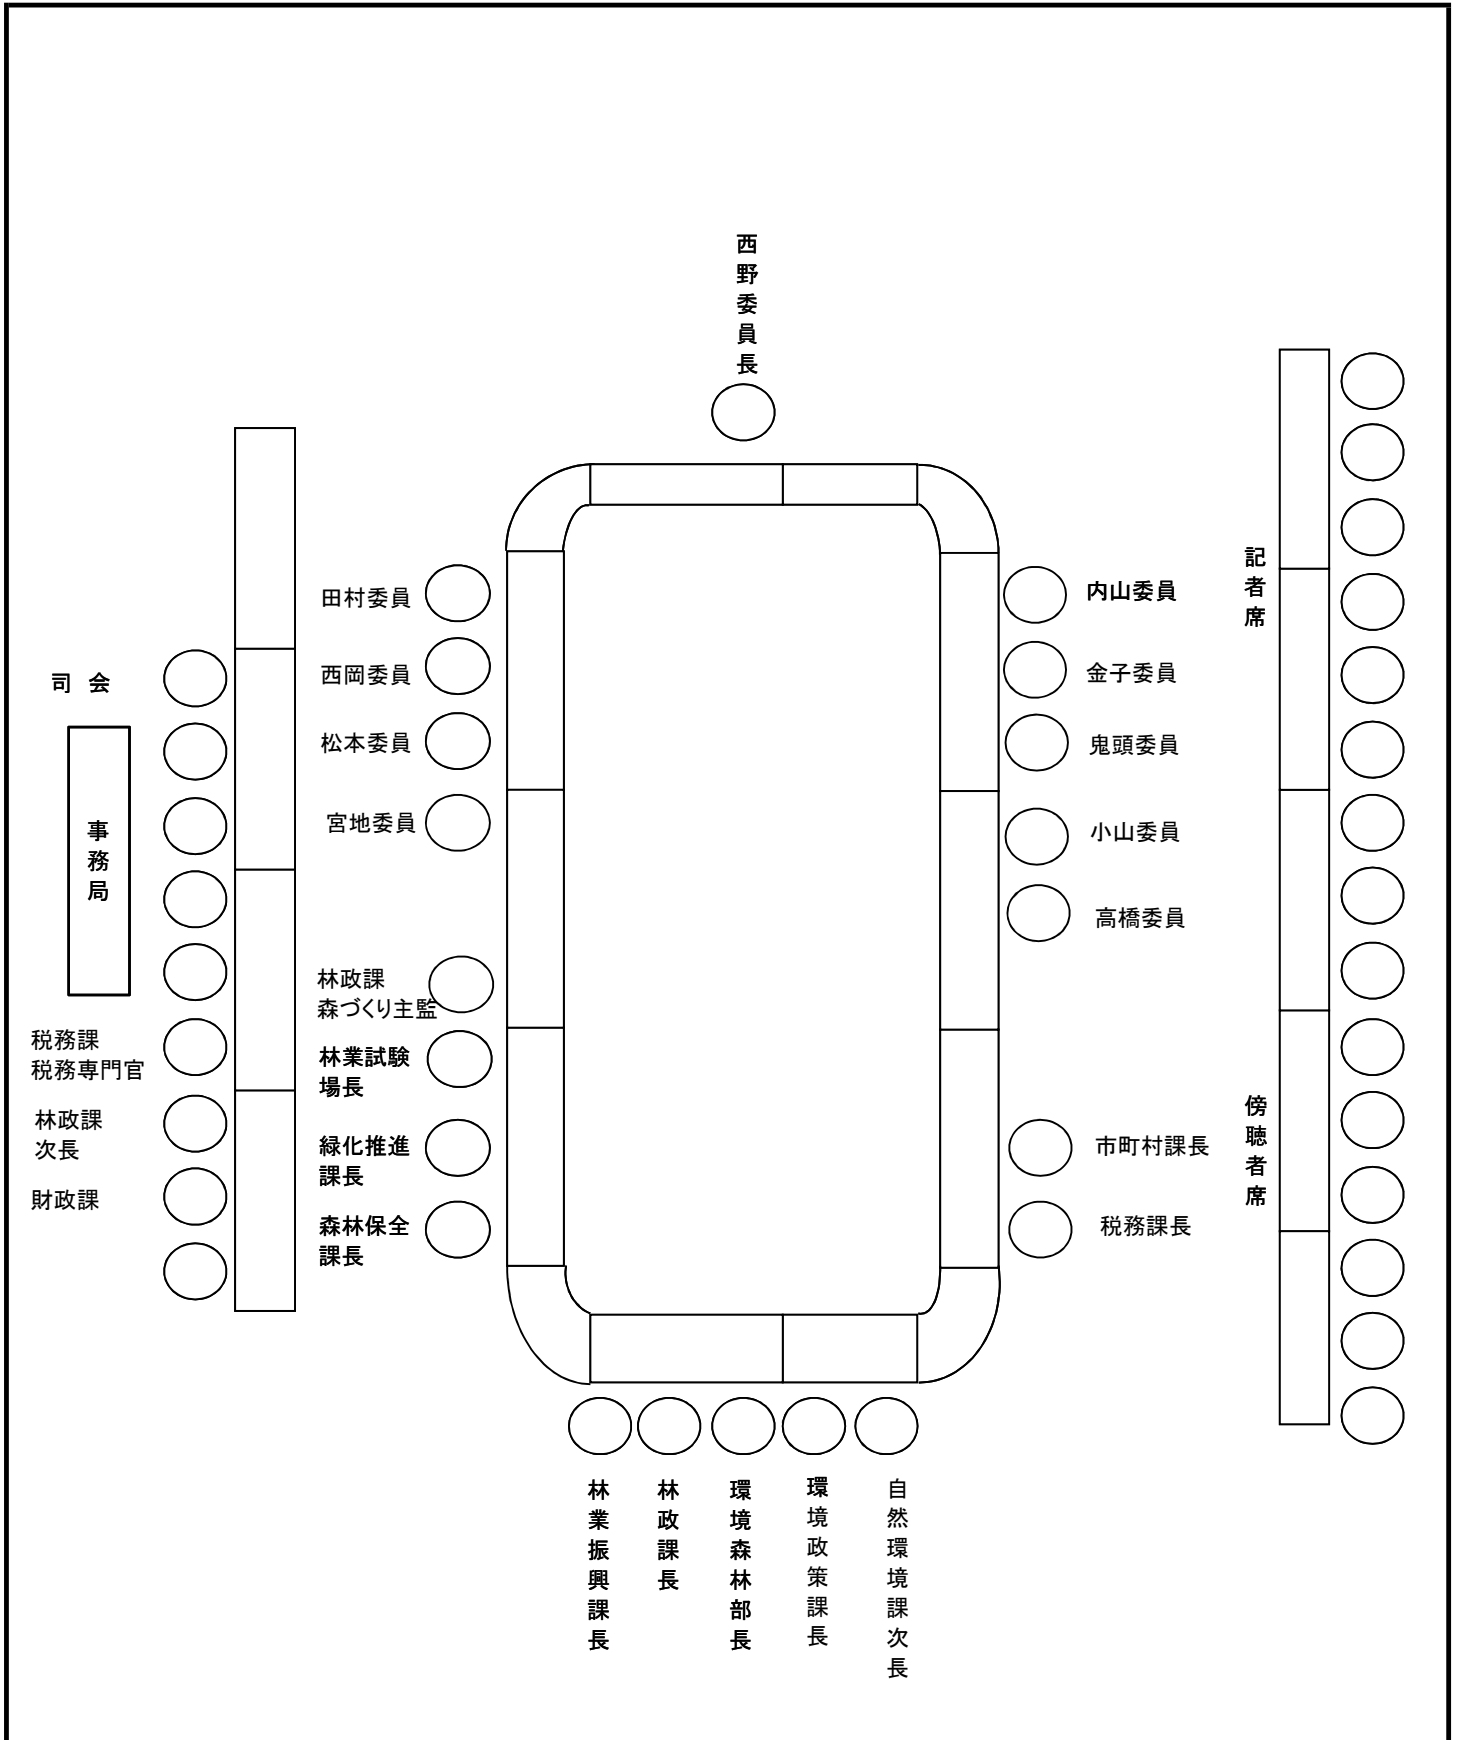 西野委員長
記者席
傍聴者席
司 会
事務局
税務課
税務専門官
林政課
次長
財政課
田村委員
西岡委員
松本委員
宮地委員
林政課
森づくり主監
林業試験
場長
緑化推進
課長
森林保全
課長
内山委員
金子委員
鬼頭委員
小山委員
高橋委員
市町村課長
税務課長
林業振興課長
林政課長
環境森林部長
環境政策課長
自然環境課次長